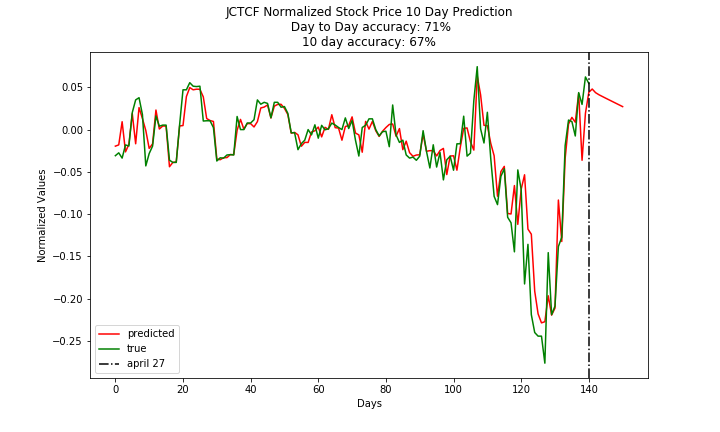 JCTCF Normalized Stock Price 10 Day Prediction
Day to Day accuracy: 71%
10 day accuracy: 67%
Normalized Values
0.05
0.00
−0.05
−0.10
−0.15
−0.20
−0.25
predicted
true
april 27
0 20 40 60 80 100 120 140
Days